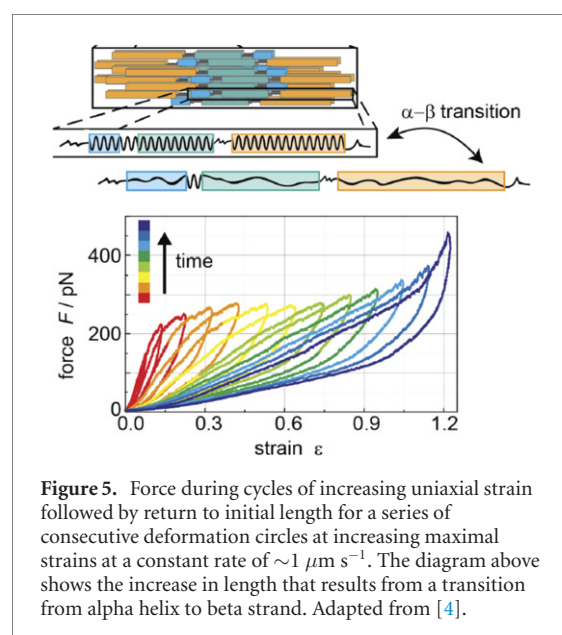 α–β transition
400
200
0
force F / pN
time
0.0 0.3 0.6 0.9 1.2
strain ε
Figure 5. Force during cycles of increasing uniaxial strain
followed by return to initial length for a series of
consecutive deformation circles at increasing maximal
strains at a constant rate of ∼1 μm s⁻¹. The diagram above
shows the increase in length that results from a transition
from alpha helix to beta strand. Adapted from [4].